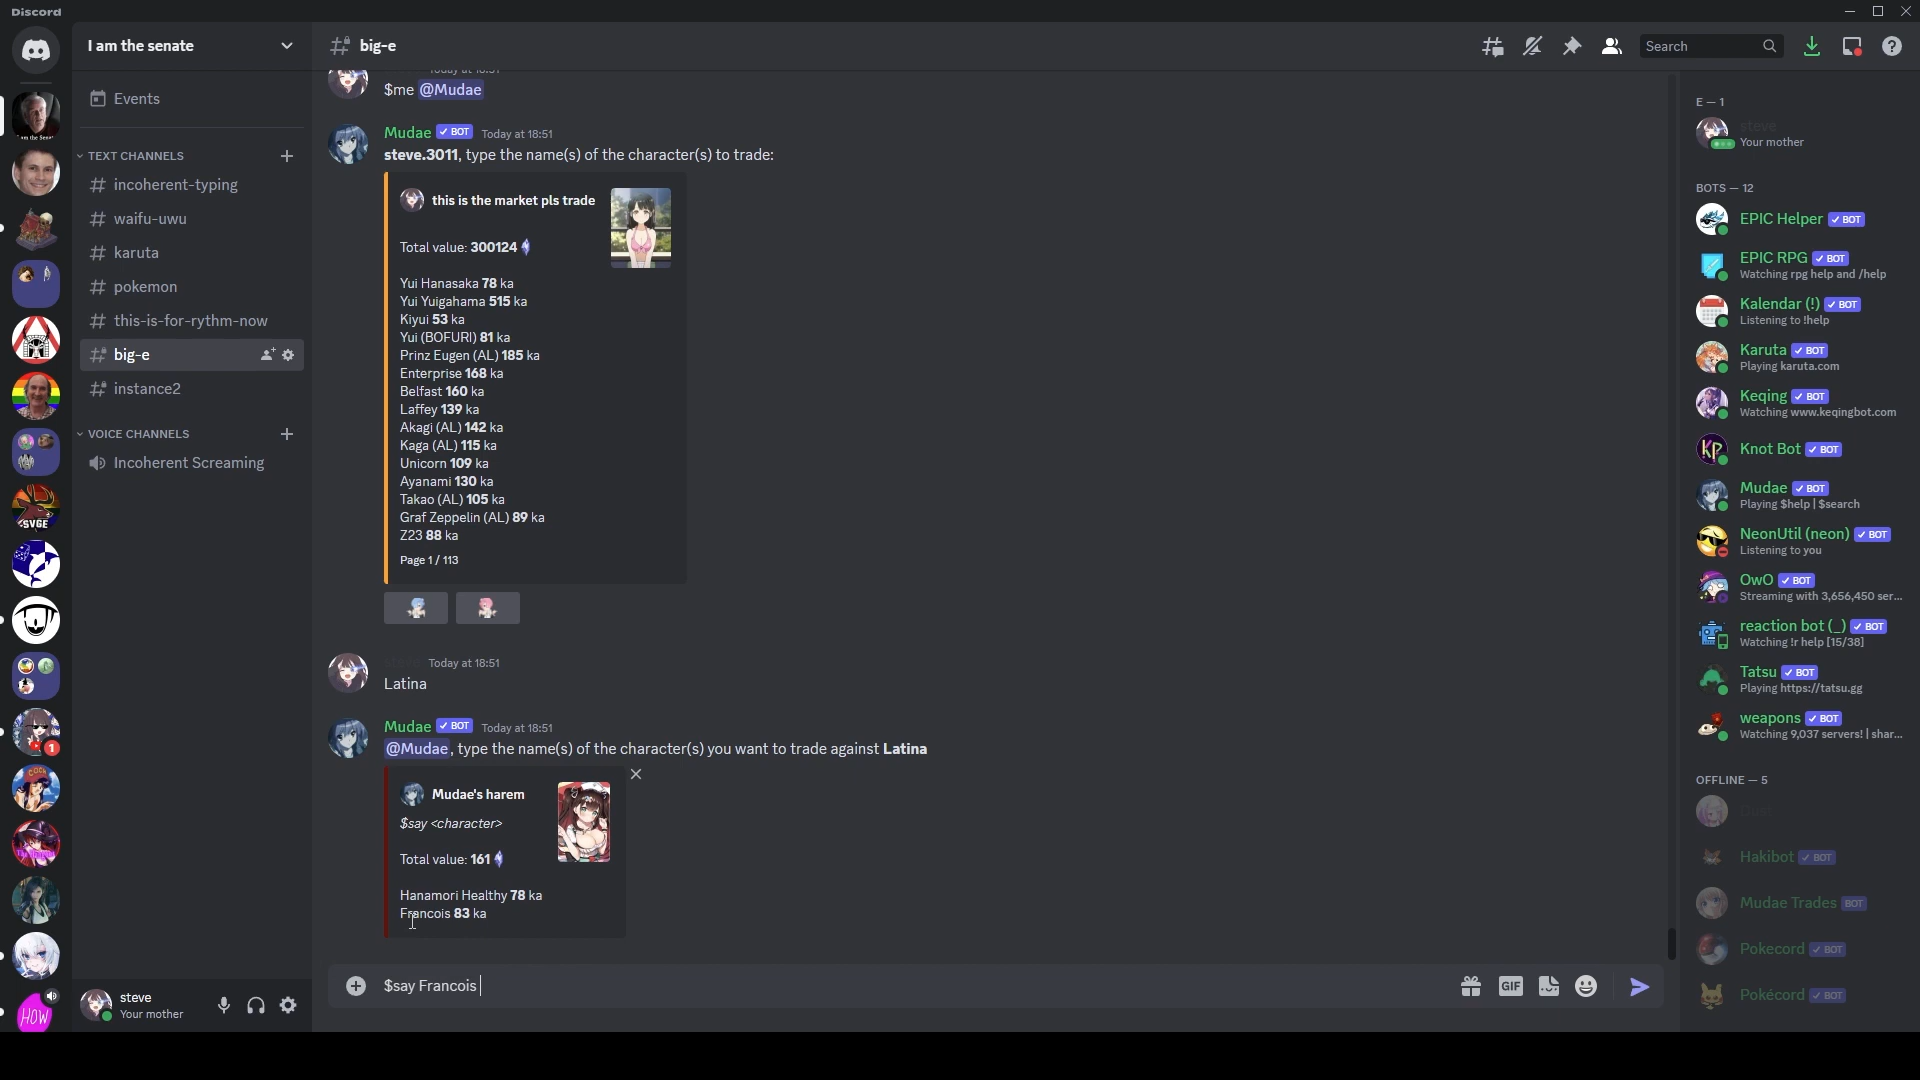 Discord
I am the senate
big-e
Search
Events
TEXT CHANNELS
incoherent-typing
waifu-uwu
karuta
pokemon
this-is-for-rythm-now
big-e
instance2
VOICE CHANNELS
Incoherent Screaming
steve
Your mother
$me @Mudae
Mudae BOT Today at 18:51
steve.3011, type the name(s) of the character(s) to trade:
this is the market pls trade
Total value: 300124
Yui Hanasaka 78 ka
Yui Yuigahama 515 ka
Kiyui 53 ka
Yui (BOFURI) 81 ka
Prinz Eugen (AL) 185 ka
Enterprise 168 ka
Belfast 160 ka
Laffey 139 ka
Akagi (AL) 142 ka
Kaga (AL) 115 ka
Unicorn 109 ka
Ayanami 130 ka
Takao (AL) 105 ka
Graf Zeppelin (AL) 89 ka
Z23 88 ka
Page 1 / 113
Today at 18:51
Latina
Mudae BOT Today at 18:51
@Mudae, type the name(s) of the character(s) you want to trade against Latina
Mudae's harem
$say <character>
Total value: 161
Hanamori Healthy 78 ka
Francois 83 ka
$say Francois
GIF
E — 1
steve
Your mother
BOTS — 12
EPIC Helper BOT
EPIC RPG BOT
Watching rpg help and /help
Kalendar (!) BOT
Listening to !help
Karuta BOT
Playing karuta.com
Keqing BOT
Watching www.keqingbot.com
Knot Bot BOT
Mudae BOT
Playing $help | $search
NeonUtil (neon) BOT
Listening to you
OwO BOT
Streaming with 3,656,450 ser...
reaction bot (_) BOT
Watching !r help [15/38]
Tatsu BOT
Playing https://tatsu.gg
weapons BOT
Watching 9,037 servers! | shar...
OFFLINE — 5
Hakibot BOT
Mudae Trades BOT
Pokecord BOT
Pokécord BOT
SVGE
HOW
1